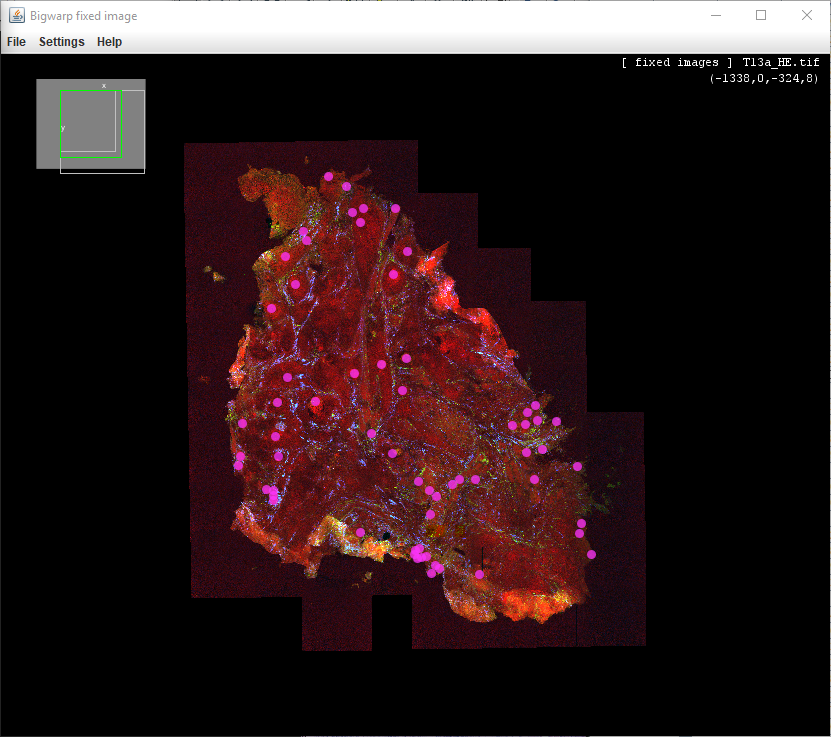 Bigwarp fixed image
File Settings Help
[ fixed images ] T13a_HE.tif
(-1338,0,-324,8)
x
y